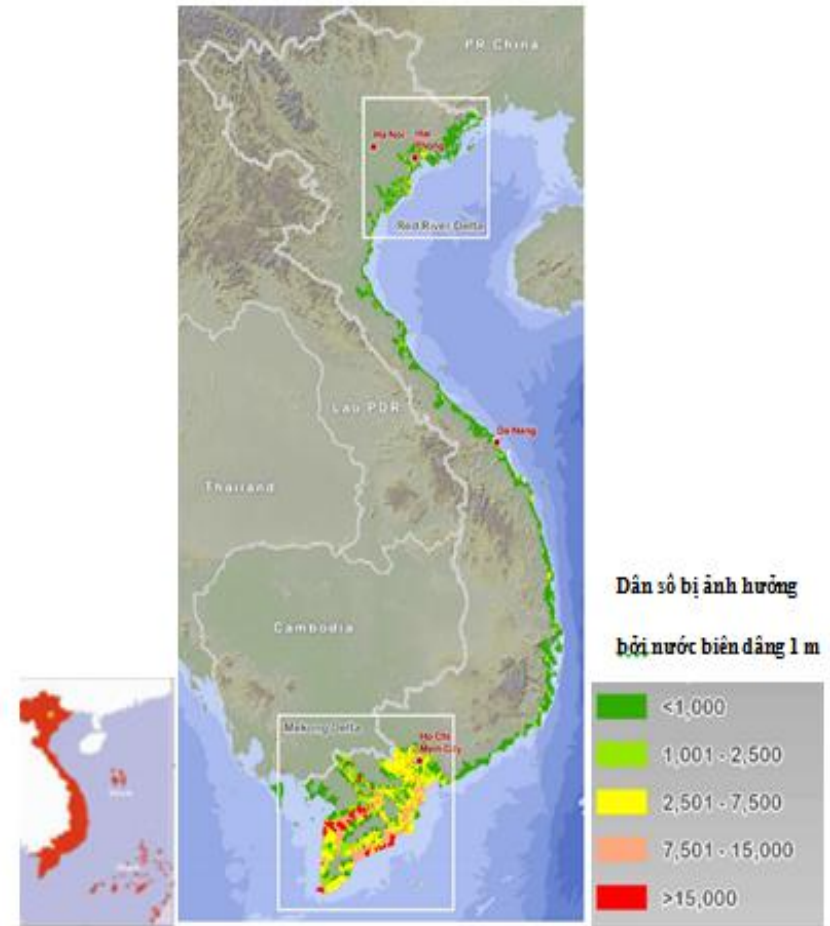 PR China
Ha Noi
Hai
Phong
Red River Delta
Lao PDR
Da Nang
Thailand
Cambodia
Mekong Delta
Ho Chi
Minh City
Dân số bị ảnh hưởng
bởi nước biển dâng 1 m
<1,000
1,001 - 2,500
2,501 - 7,500
7,501 - 15,000
>15,000